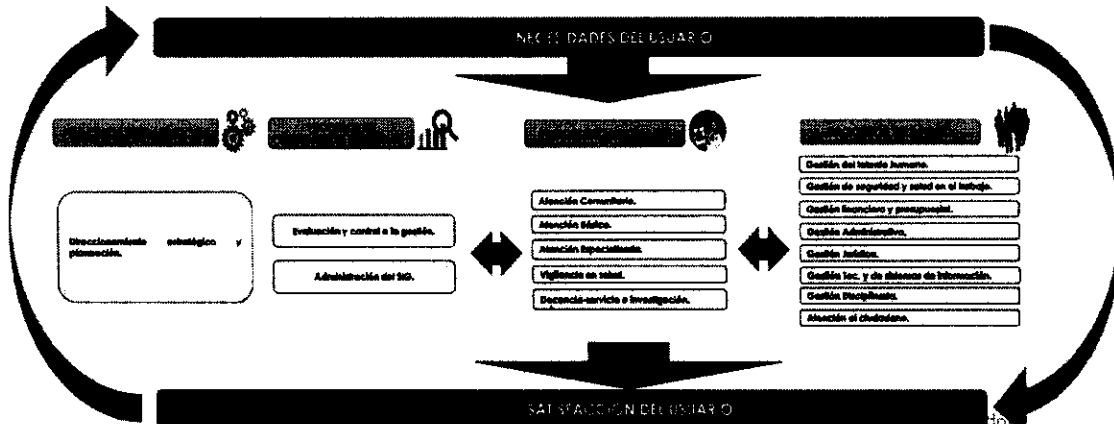 NECESIDADES DEL USUARIO
Direccionamiento estratégico y
planeación.
Evaluación y control a la gestión.
Administración del SIG.
Atención Comunitaria.
Atención Básica.
Atención Especializada.
Vigilancia en salud.
Docencia-servicio e investigación.
Gestión del talento humano.
Gestión de seguridad y salud en el trabajo.
Gestión financiera y presupuestal.
Gestión Administrativa.
Gestión Jurídica.
Gestión Tec. y de sistemas de información.
Gestión Disciplinaria.
Atención al ciudadano.
SATISFACCIÓN DEL USUARIO